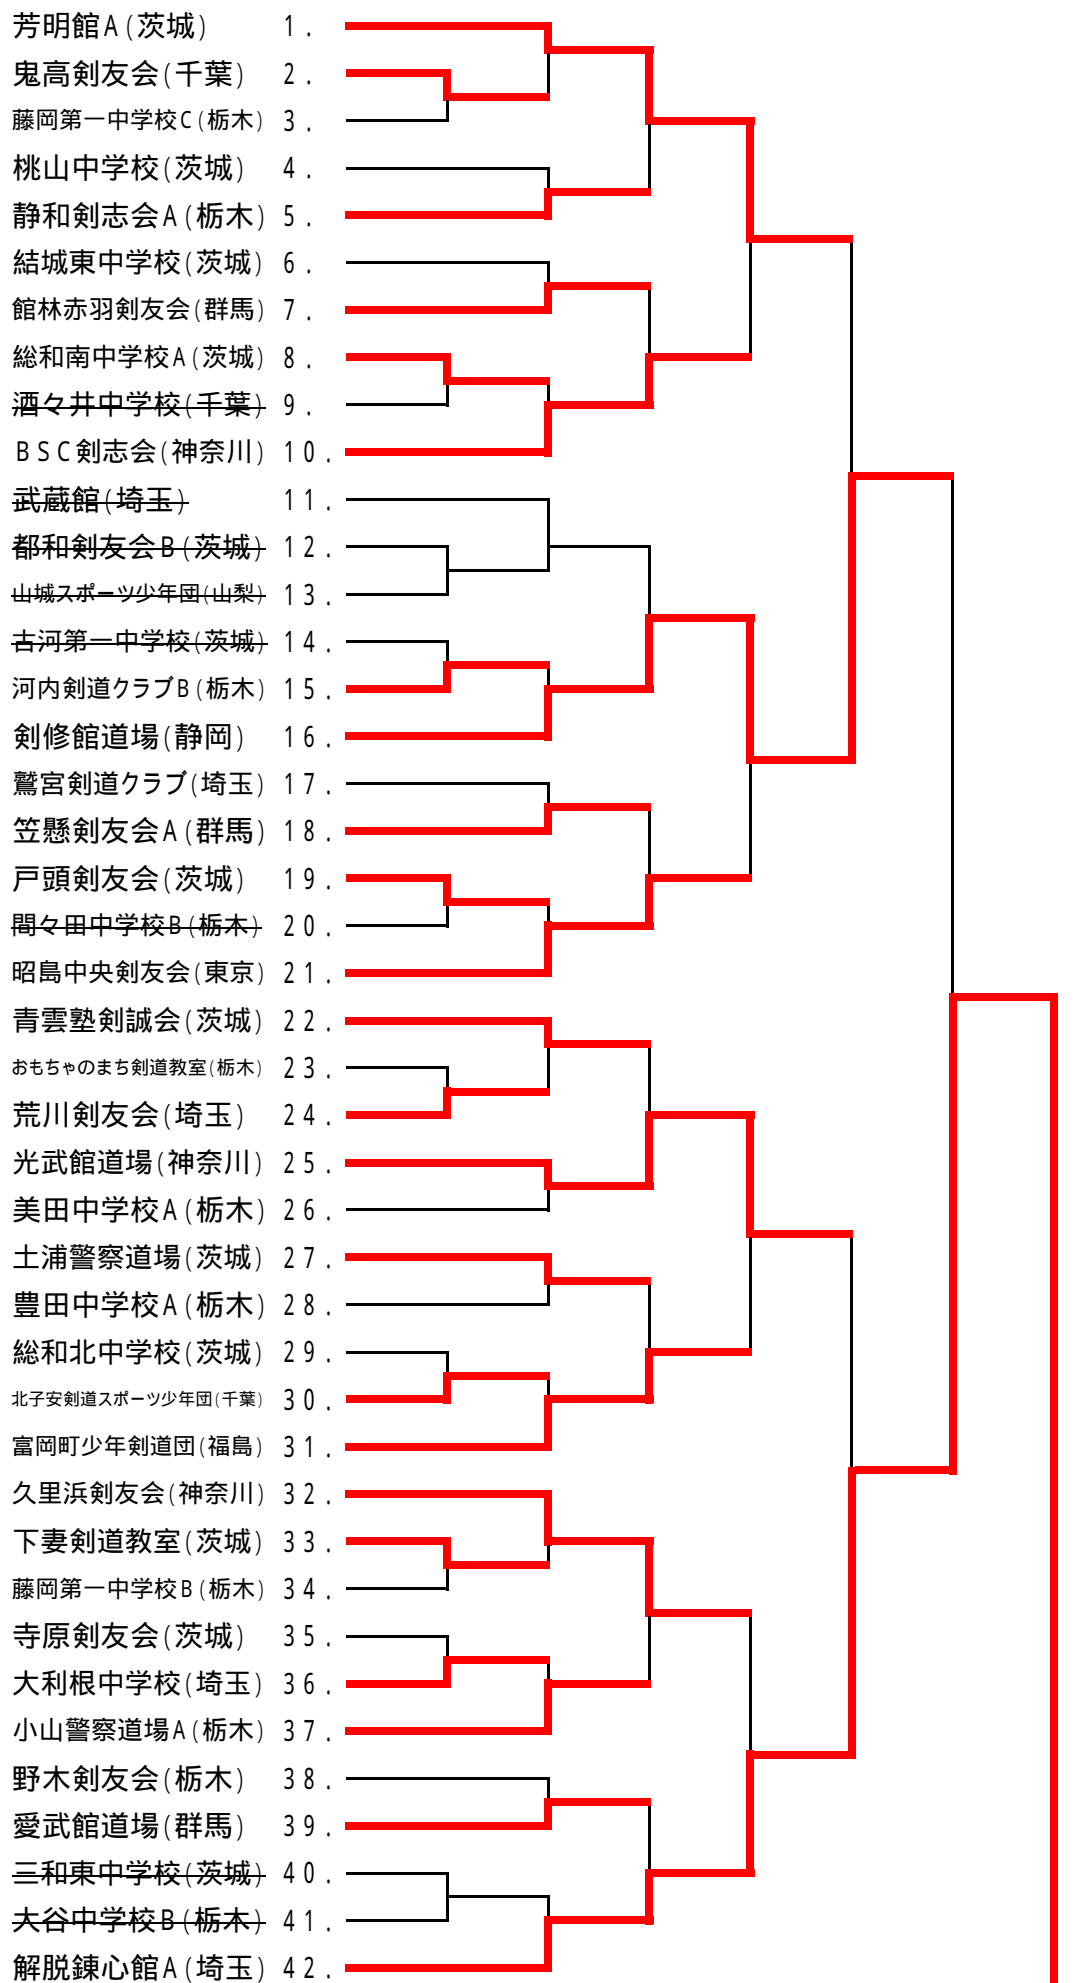 芳明館A(茨城) 1.
鬼高剣友会(千葉) 2.
藤岡第一中学校C(栃木) 3.
桃山中学校(茨城) 4.
静和剣志会A(栃木) 5.
結城東中学校(茨城) 6.
館林赤羽剣友会(群馬) 7.
総和南中学校A(茨城) 8.
酒々井中学校(千葉) 9.
BSC剣志会(神奈川) 10.
武蔵館(埼玉) 11.
都和剣友会B(茨城) 12.
山城スポーツ少年団(山梨) 13.
古河第一中学校(茨城) 14.
河内剣道クラブB(栃木) 15.
剣修館道場(静岡) 16.
鷲宮剣道クラブ(埼玉) 17.
笠懸剣友会A(群馬) 18.
戸頭剣友会(茨城) 19.
間々田中学校B(栃木) 20.
昭島中央剣友会(東京) 21.
青雲塾剣誠会(茨城) 22.
おもちゃのまち剣道教室(栃木) 23.
荒川剣友会(埼玉) 24.
光武館道場(神奈川) 25.
美田中学校A(栃木) 26.
土浦警察道場(茨城) 27.
豊田中学校A(栃木) 28.
総和北中学校(茨城) 29.
北子安剣道スポーツ少年団(千葉) 30.
富岡町少年剣道団(福島) 31.
久里浜剣友会(神奈川) 32.
下妻剣道教室(茨城) 33.
藤岡第一中学校B(栃木) 34.
寺原剣友会(茨城) 35.
大利根中学校(埼玉) 36.
小山警察道場A(栃木) 37.
野木剣友会(栃木) 38.
愛武館道場(群馬) 39.
三和東中学校(茨城) 40.
大谷中学校B(栃木) 41.
解脱錬心館A(埼玉) 42.